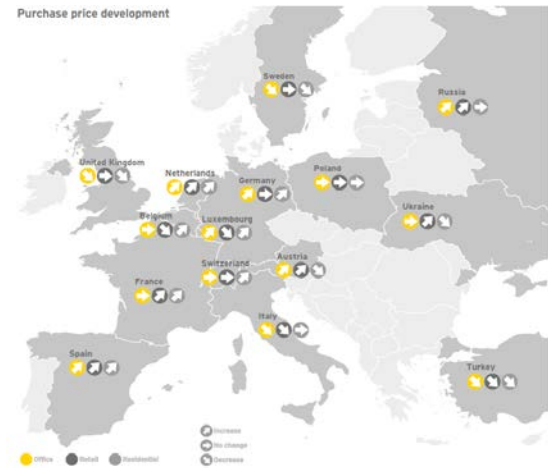 Purchase price development
Sweden
Russia
United Kingdom
Netherlands
Germany
Poland
Belgium
Luxembourg
Ukraine
Switzerland
Austria
France
Italy
Spain
Turkey
Increase
No change
Decrease
Office Retail Residential